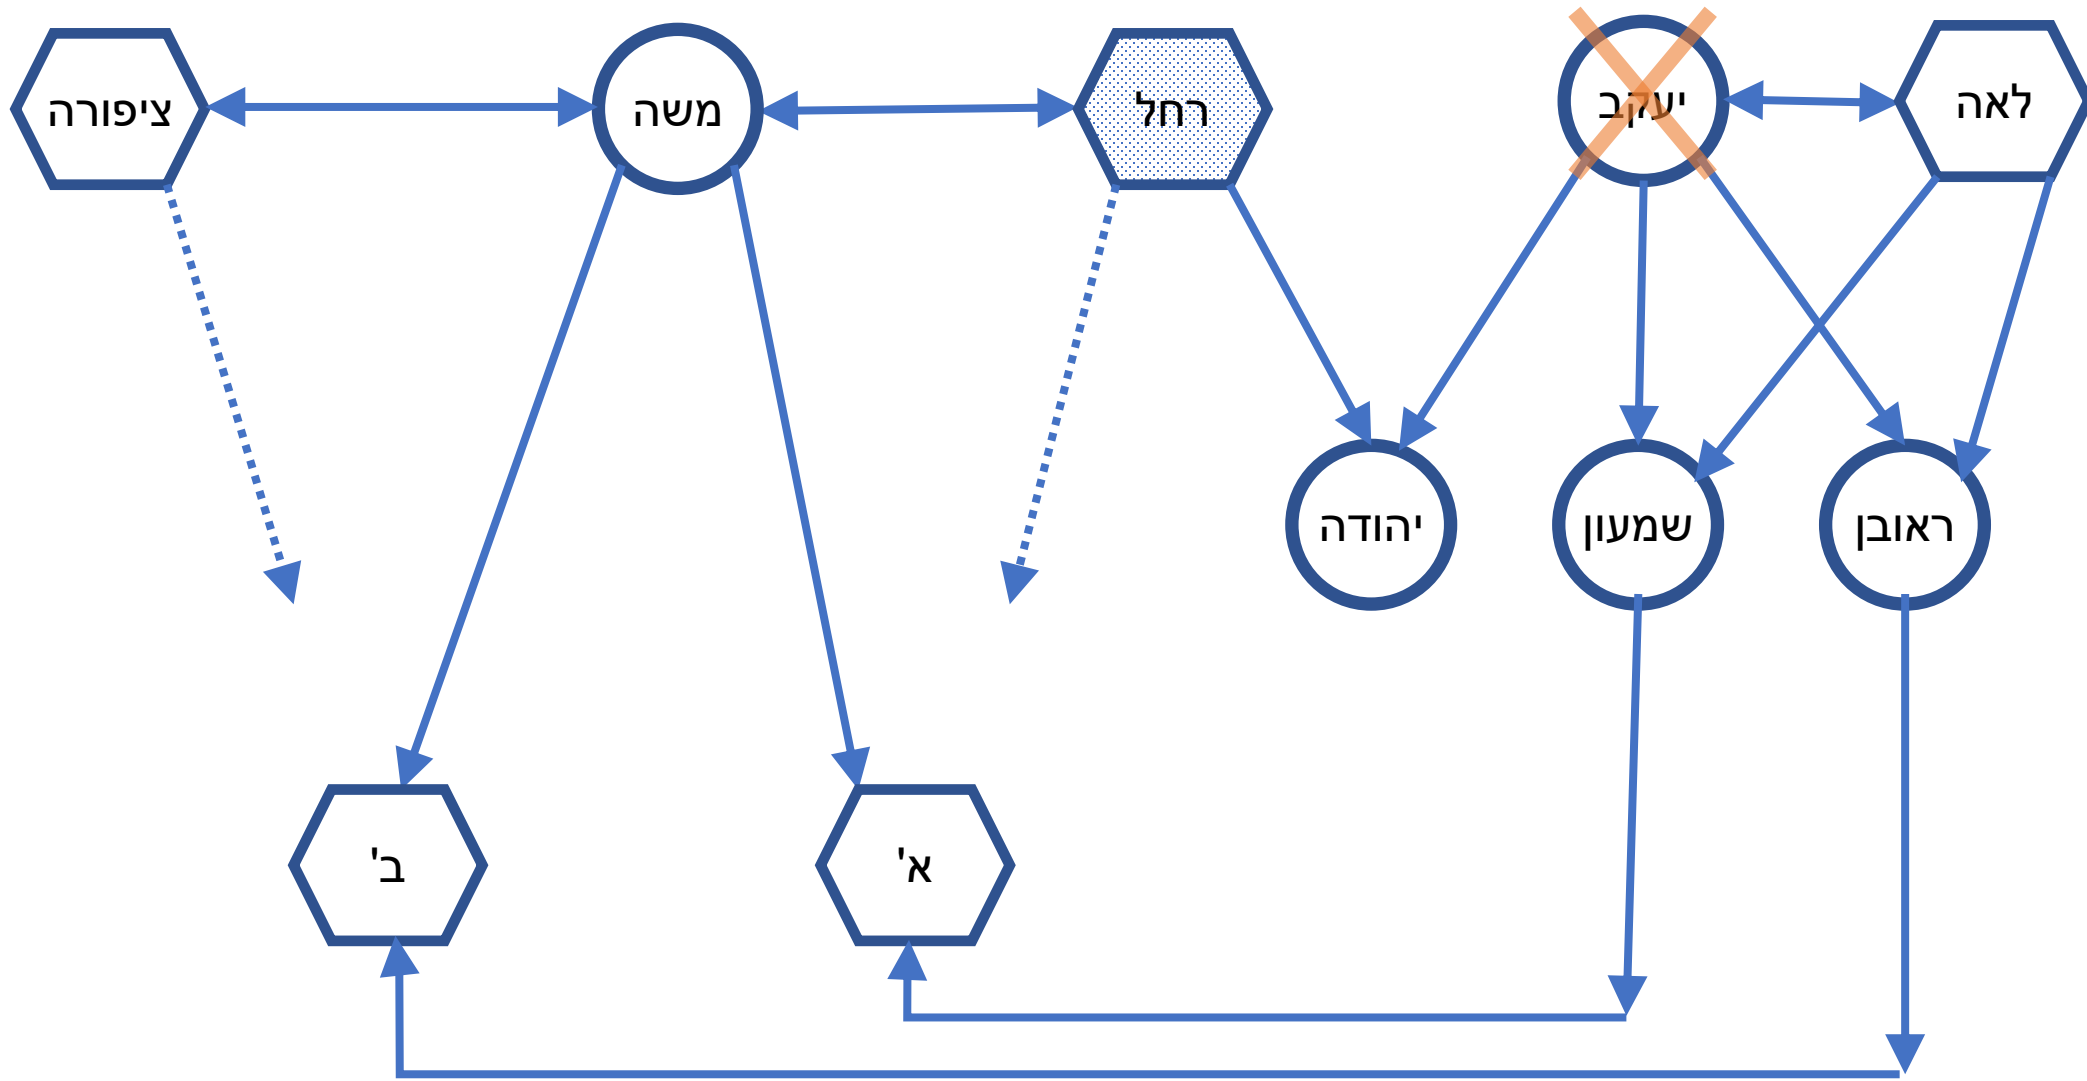 לאה
יעקב
רחל
משה
ציפורה
ראובן
שמעון
יהודה
א'
ב'